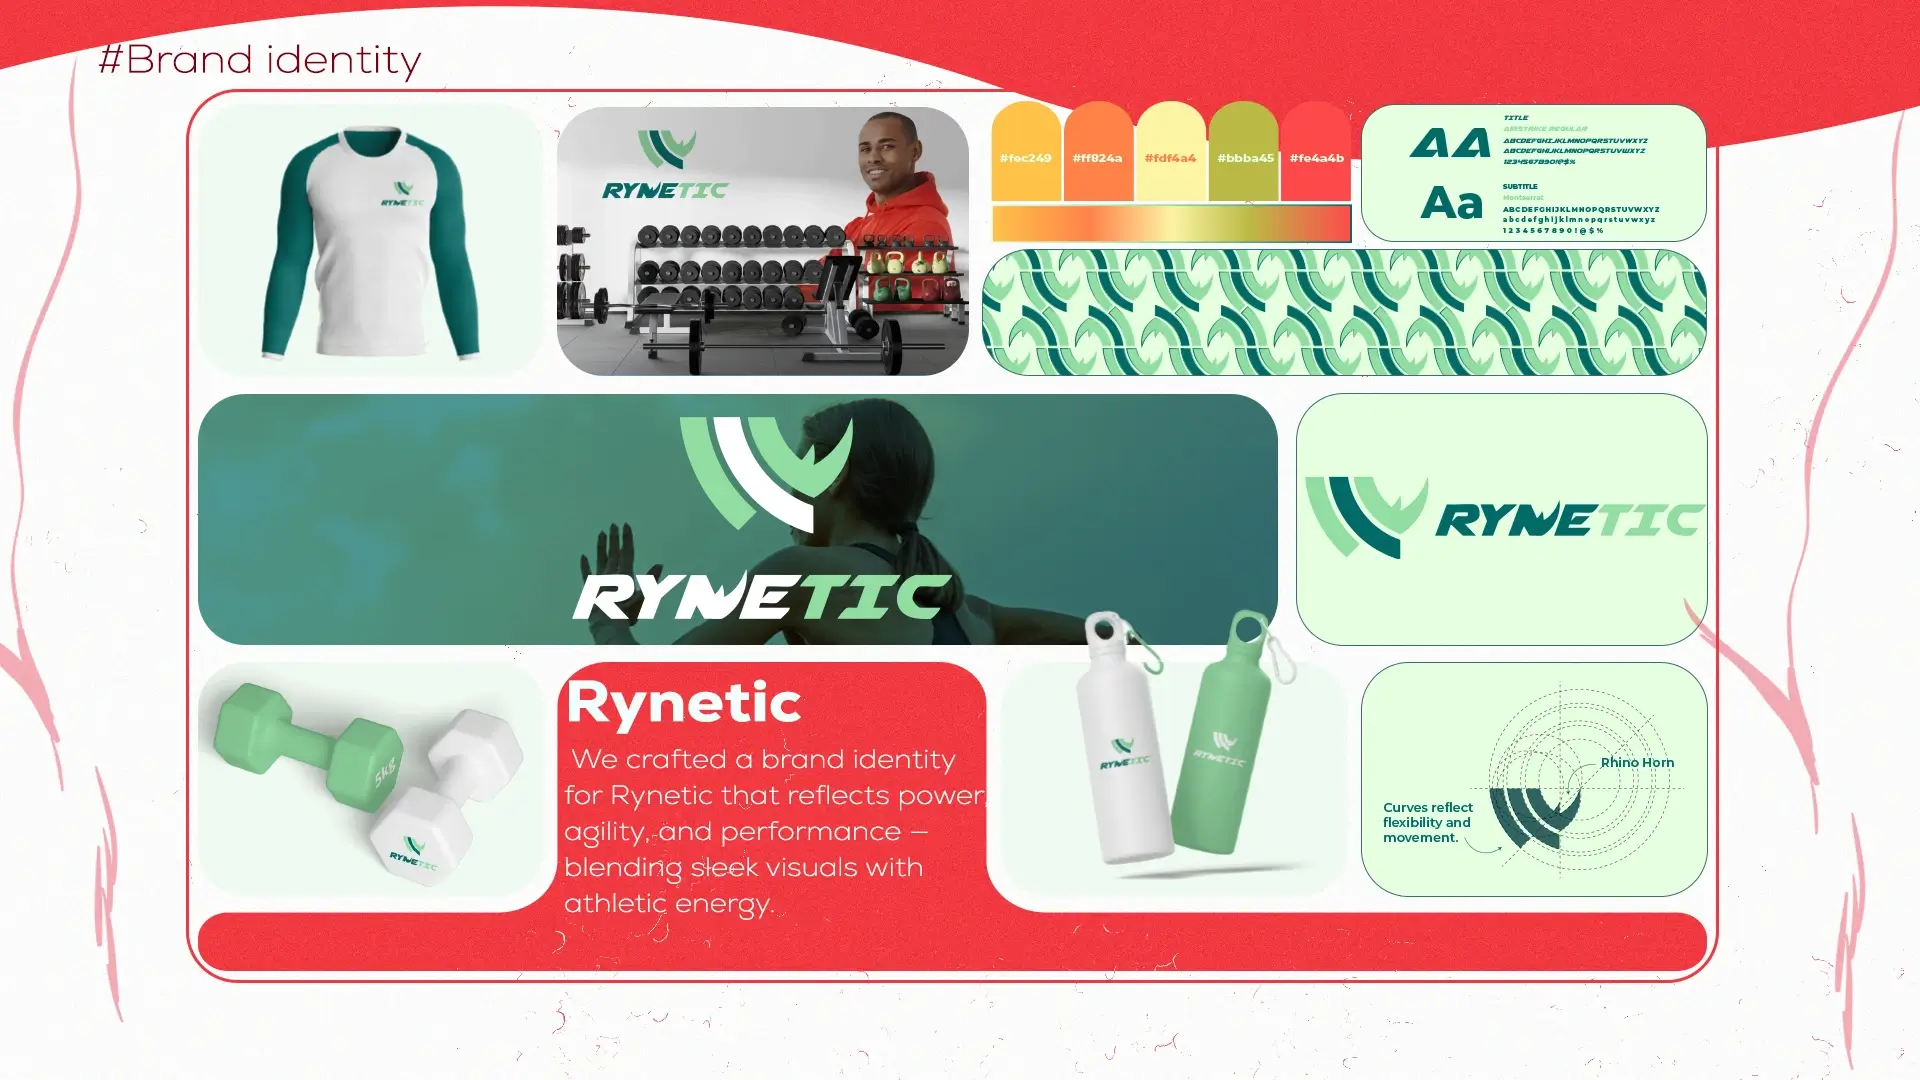 #Brand identity
RYNETIC
RYNETIC
#fec249
#ff824a
#fdf4a4
#bbba45
#fe4a4b
AA
TITLE
AIRSTRIKE REGULAR
ABCDEFGHIJKLMNOPQRSTUVWXYZ
ABCDEFGHIJKLMNOPQRSTUVWXYZ
1234567890!@$%
Aa
SUBTITLE
Montserrat
ABCDEFGHIJKLMNOPQRSTUVWXYZ
abcdefghijklmnopqrstuvwxyz
1234567890!@$%
RYNETIC
RYNETIC
5KG
RYNETIC
Rynetic
We crafted a brand identity
for Rynetic that reflects power,
agility, and performance —
blending sleek visuals with
athletic energy.
RYNETIC
RYNETIC
Rhino Horn
Curves reflect
flexibility and
movement.